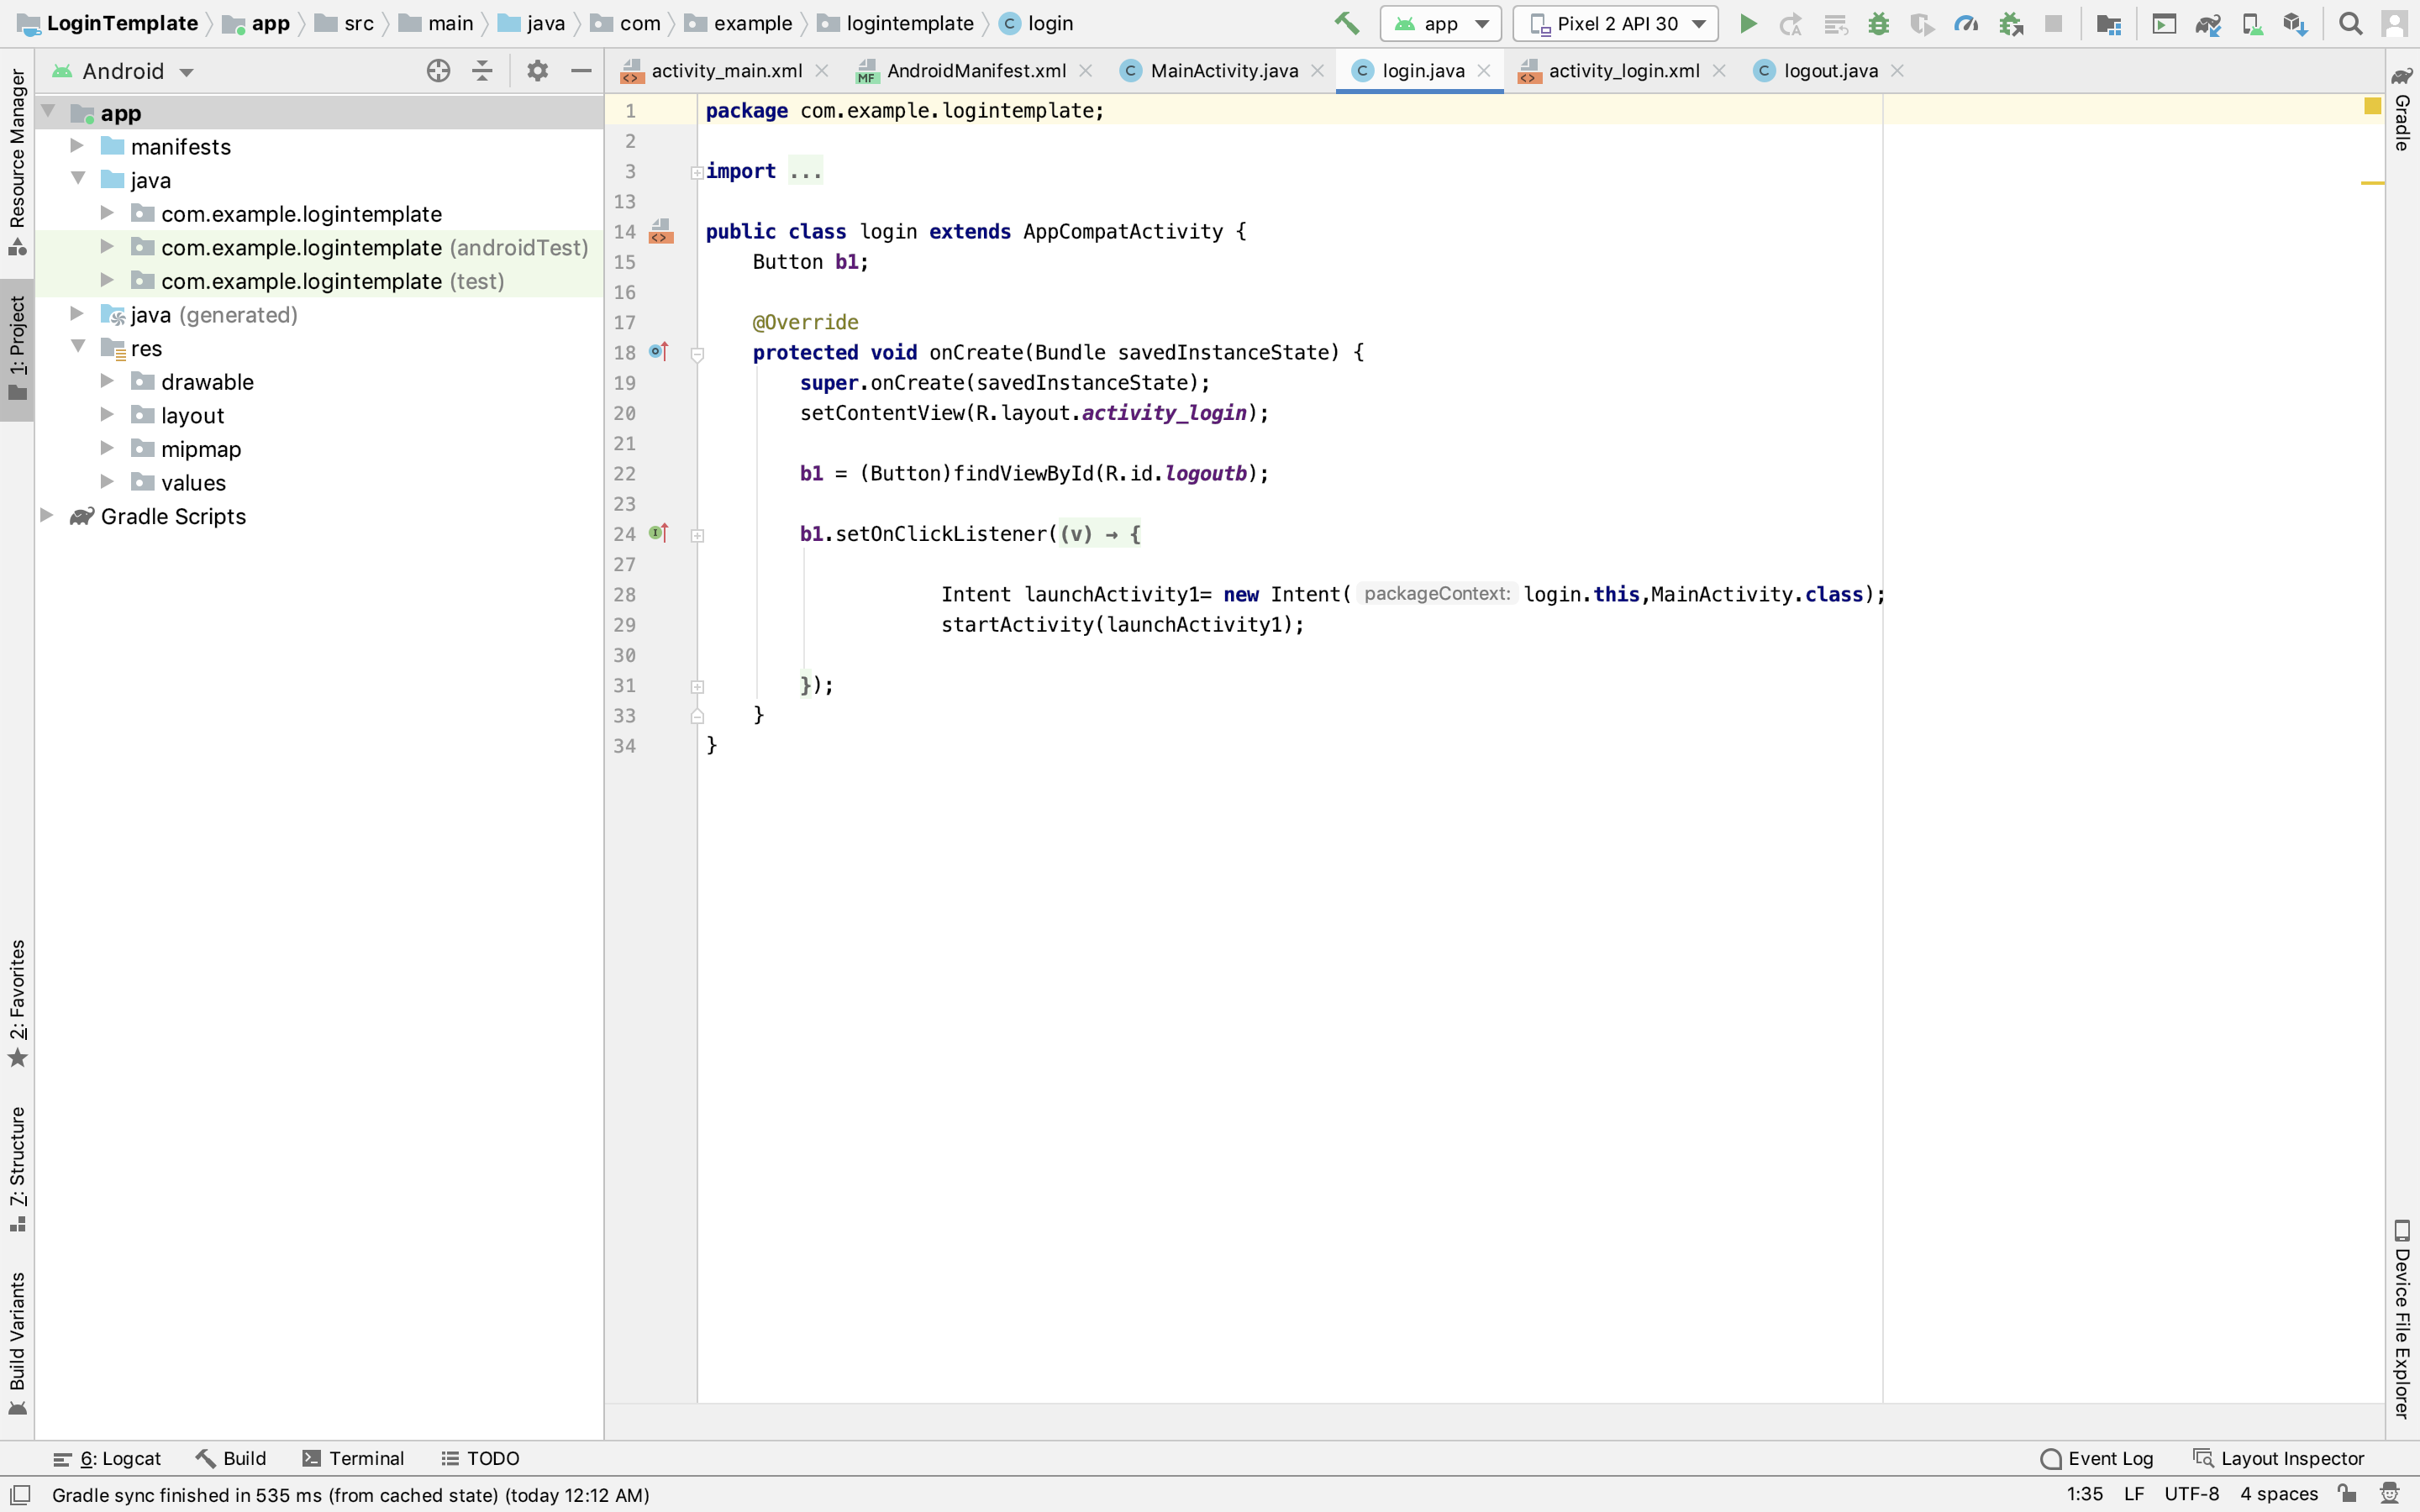 LoginTemplate app src main java com example logintemplate login
app Pixel 2 API 30
Android
activity_main.xml AndroidManifest.xml MainActivity.java login.java activity_login.xml logout.java
Resource Manager
1: Project
2: Favorites
Z: Structure
Build Variants
app
manifests
java
com.example.logintemplate
com.example.logintemplate (androidTest)
com.example.logintemplate (test)
java (generated)
res
drawable
layout
mipmap
values
Gradle Scripts
1 package com.example.logintemplate;
2
3 import ...
13
14 public class login extends AppCompatActivity {
15 Button b1;
16
17 @Override
18 protected void onCreate(Bundle savedInstanceState) {
19 super.onCreate(savedInstanceState);
20 setContentView(R.layout.activity_login);
21
22 b1 = (Button)findViewById(R.id.logoutb);
23
24 b1.setOnClickListener((v) → {
27
28 Intent launchActivity1= new Intent( packageContext: login.this,MainActivity.class);
29 startActivity(launchActivity1);
30
31 });
33 }
34 }
Gradle
Device File Explorer
6: Logcat Build Terminal TODO Event Log Layout Inspector
Gradle sync finished in 535 ms (from cached state) (today 12:12 AM) 1:35 LF UTF-8 4 spaces